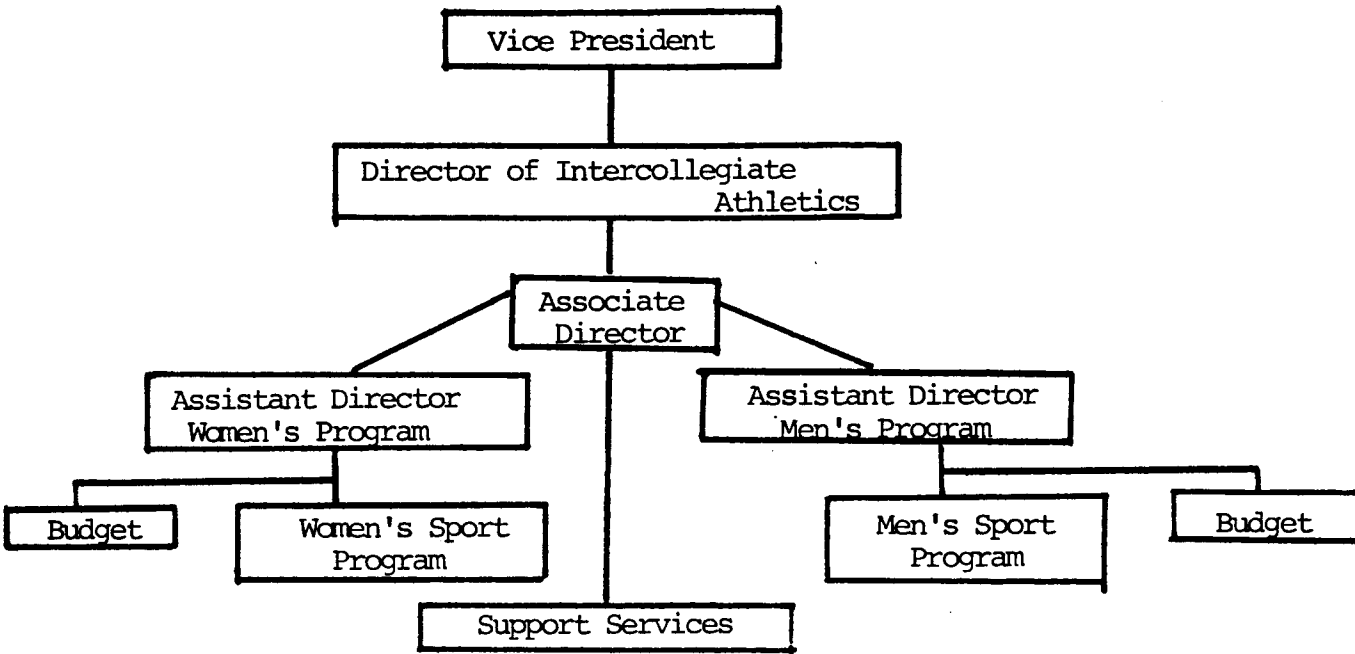 Vice President
Director of Intercollegiate
Athletics
Associate
Director
Assistant Director
Women's Program
Assistant Director
Men's Program
Budget
Women's Sport
Program
Men's Sport
Program
Budget
Support Services